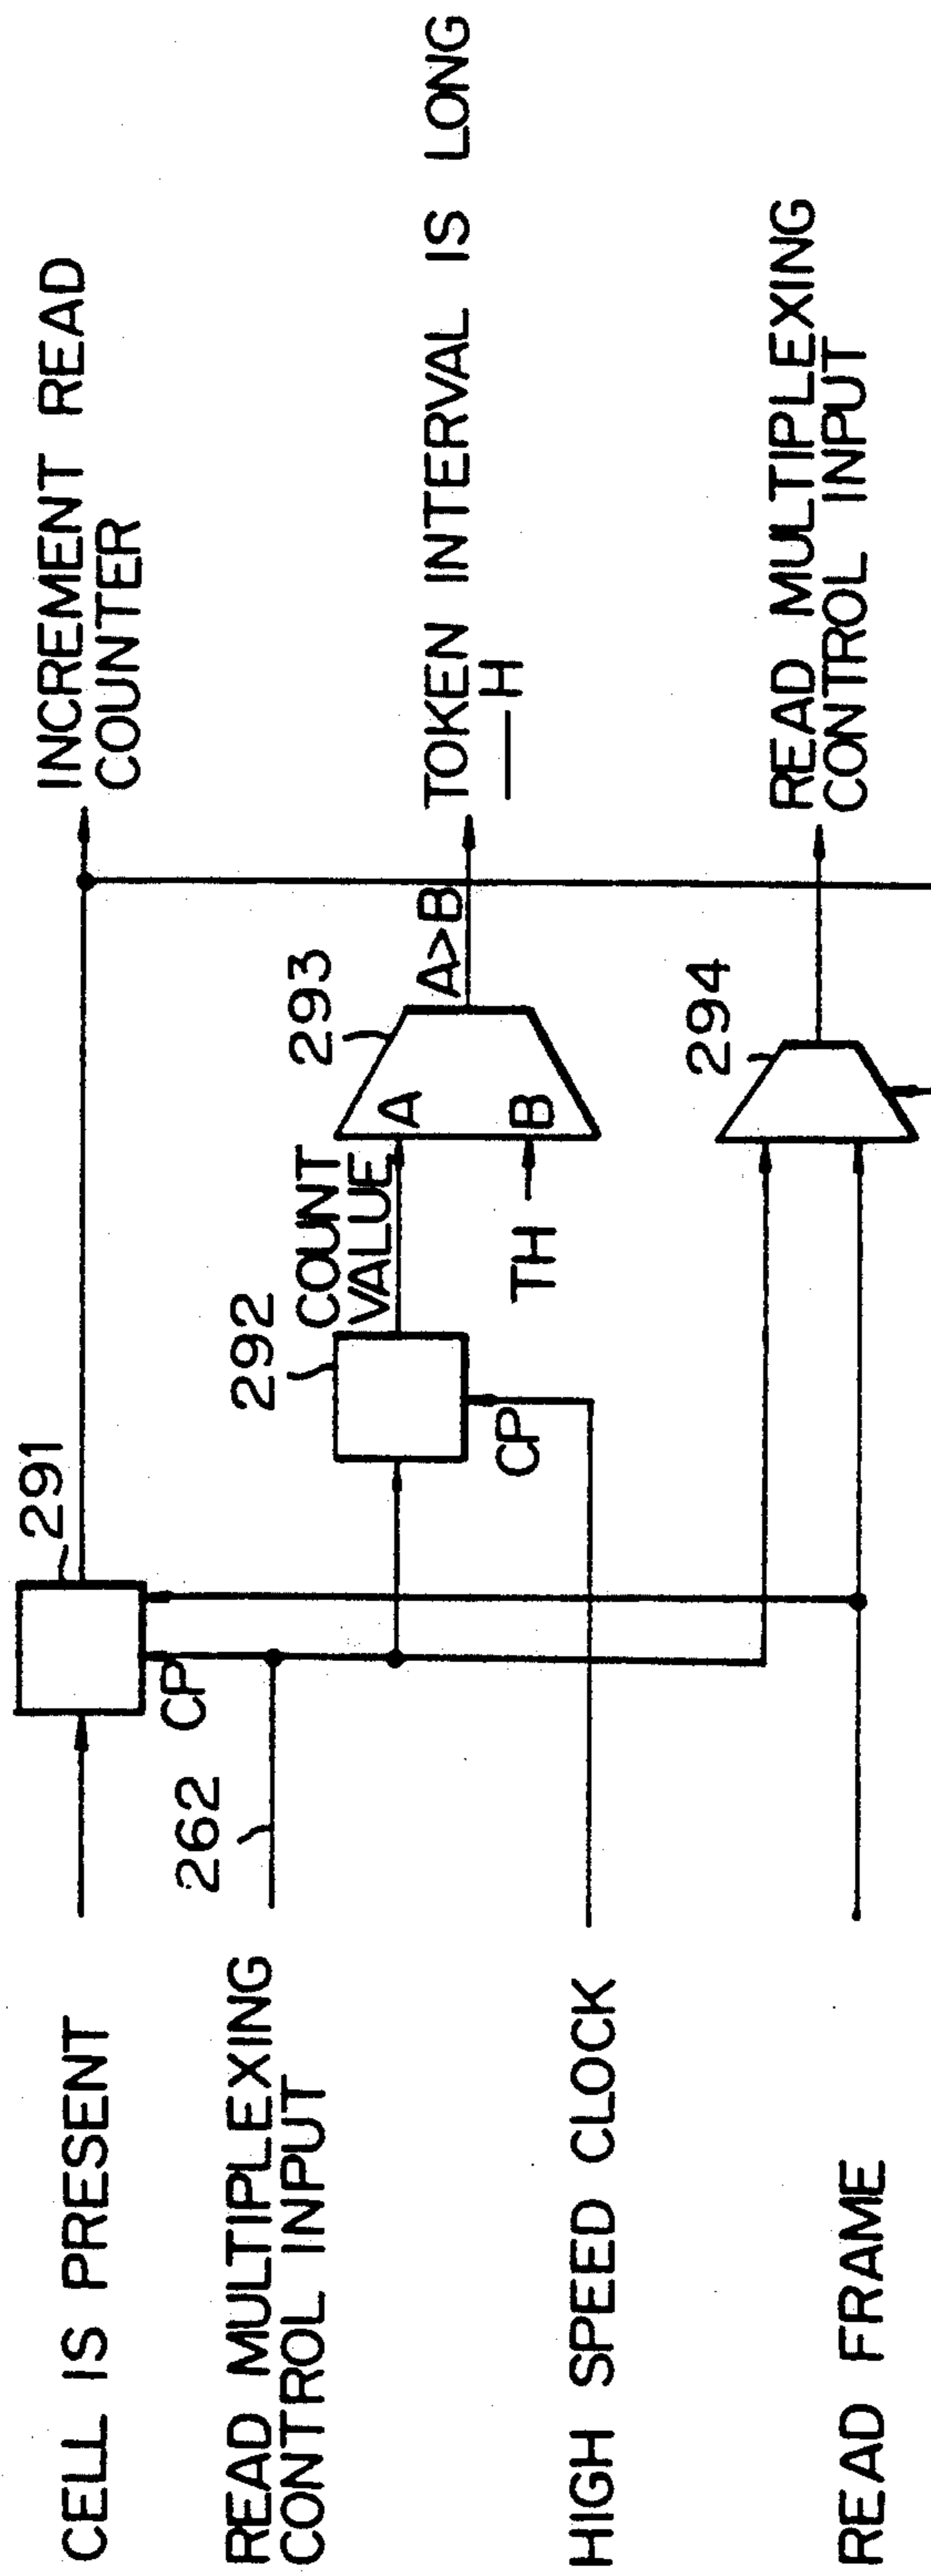 CELL IS PRESENT
291
INCREMENT READ
COUNTER
CP
READ MULTIPLEXING
CONTROL INPUT
262
292
COUNT
VALUE
293
A
B
A>B
TOKEN INTERVAL IS LONG
H
TH
CP
HIGH SPEED CLOCK
294
READ MULTIPLEXING
CONTROL INPUT
READ FRAME